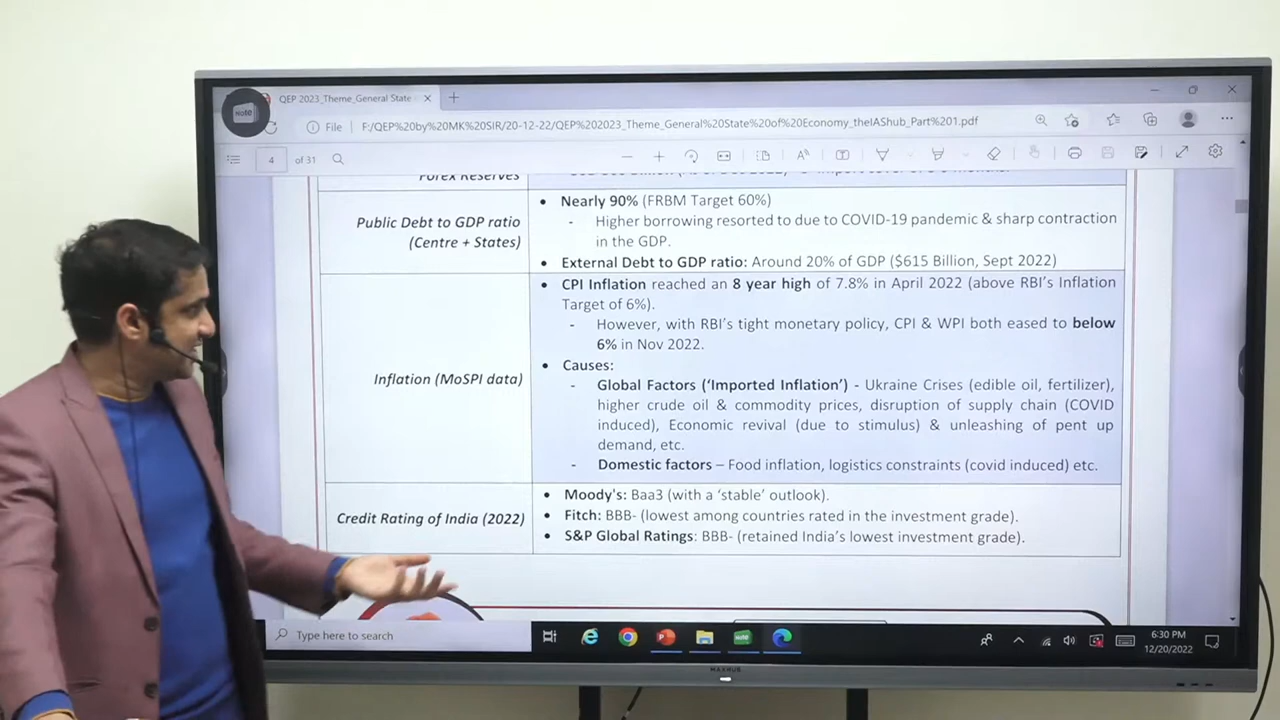 QEP 2023_Theme_General State
note
File F:/QEP%20by%20MK%20SIR/20-12-22/QEP%202023_Theme_General%20State%20of%20Economy_theIAShub_Part%201.pdf
4 of 31
Forex Reserves
Public Debt to GDP ratio
(Centre + States)
• Nearly 90% (FRBM Target 60%)
- Higher borrowing resorted to due to COVID-19 pandemic & sharp contraction
in the GDP.
• External Debt to GDP ratio: Around 20% of GDP ($615 Billion, Sept 2022)
Inflation (MoSPI data)
• CPI Inflation reached an 8 year high of 7.8% in April 2022 (above RBI's Inflation
Target of 6%).
- However, with RBI's tight monetary policy, CPI & WPI both eased to below
6% in Nov 2022.
• Causes:
- Global Factors ('Imported Inflation') - Ukraine Crises (edible oil, fertilizer),
higher crude oil & commodity prices, disruption of supply chain (COVID
induced), Economic revival (due to stimulus) & unleashing of pent up
demand, etc.
- Domestic factors – Food inflation, logistics constraints (covid induced) etc.
Credit Rating of India (2022)
• Moody's: Baa3 (with a 'stable' outlook).
• Fitch: BBB- (lowest among countries rated in the investment grade).
• S&P Global Ratings: BBB- (retained India's lowest investment grade).
Type here to search
note
6:30 PM
12/20/2022
MAXHUB